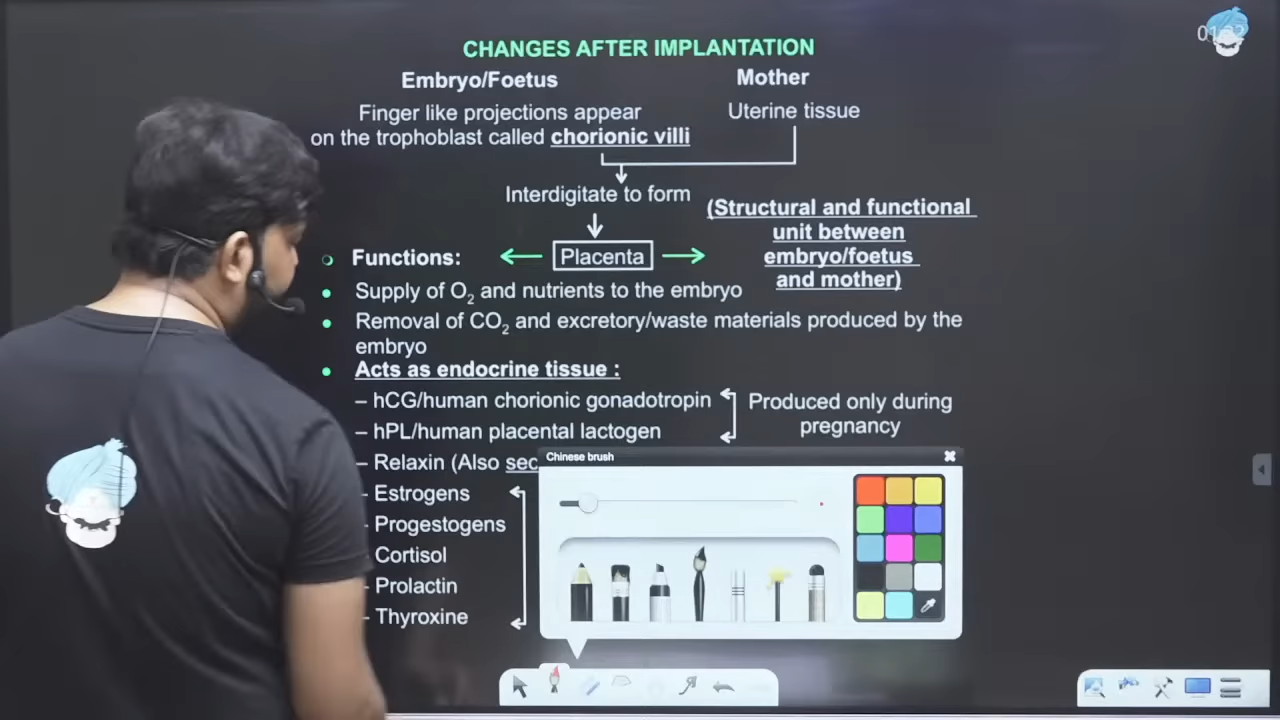 CHANGES AFTER IMPLANTATION
Embryo/Foetus
Mother
Finger like projections appear
on the trophoblast called chorionic villi
Uterine tissue
Interdigitate to form
Placenta
(Structural and functional
unit between
embryo/foetus
and mother)
Functions:
Supply of O₂ and nutrients to the embryo
Removal of CO₂ and excretory/waste materials produced by the
embryo
Acts as endocrine tissue :
– hCG/human chorionic gonadotropin
– hPL/human placental lactogen
Produced only during
pregnancy
– Relaxin (Also sec
- Estrogens
- Progestogens
Cortisol
- Prolactin
- Thyroxine
Chinese brush